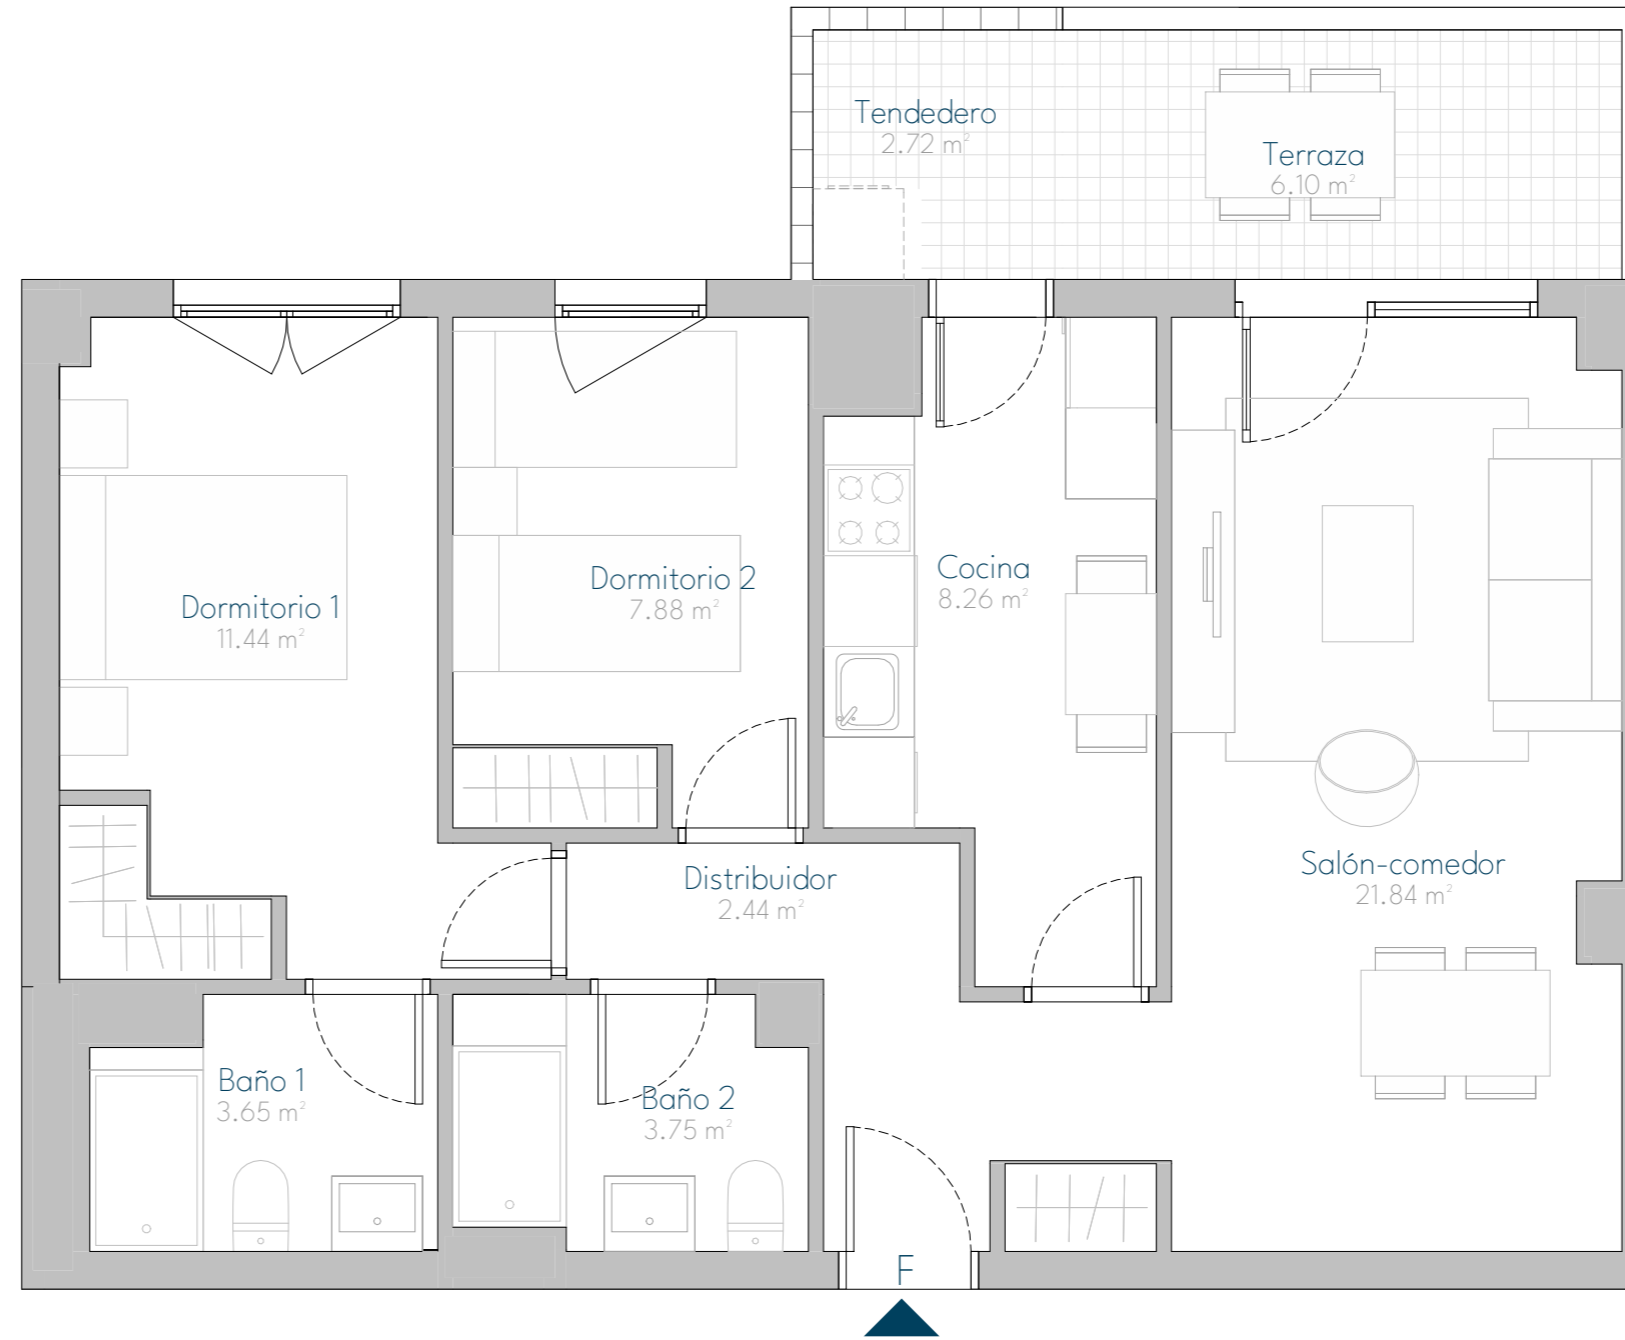 Tendedero
2.72 m²
Terraza
6.10 m²
Dormitorio 1
11.44 m²
Dormitorio 2
7.88 m²
Cocina
8.26 m²
Salón-comedor
21.84 m²
Distribuidor
2.44 m²
Baño 1
3.65 m²
Baño 2
3.75 m²
F